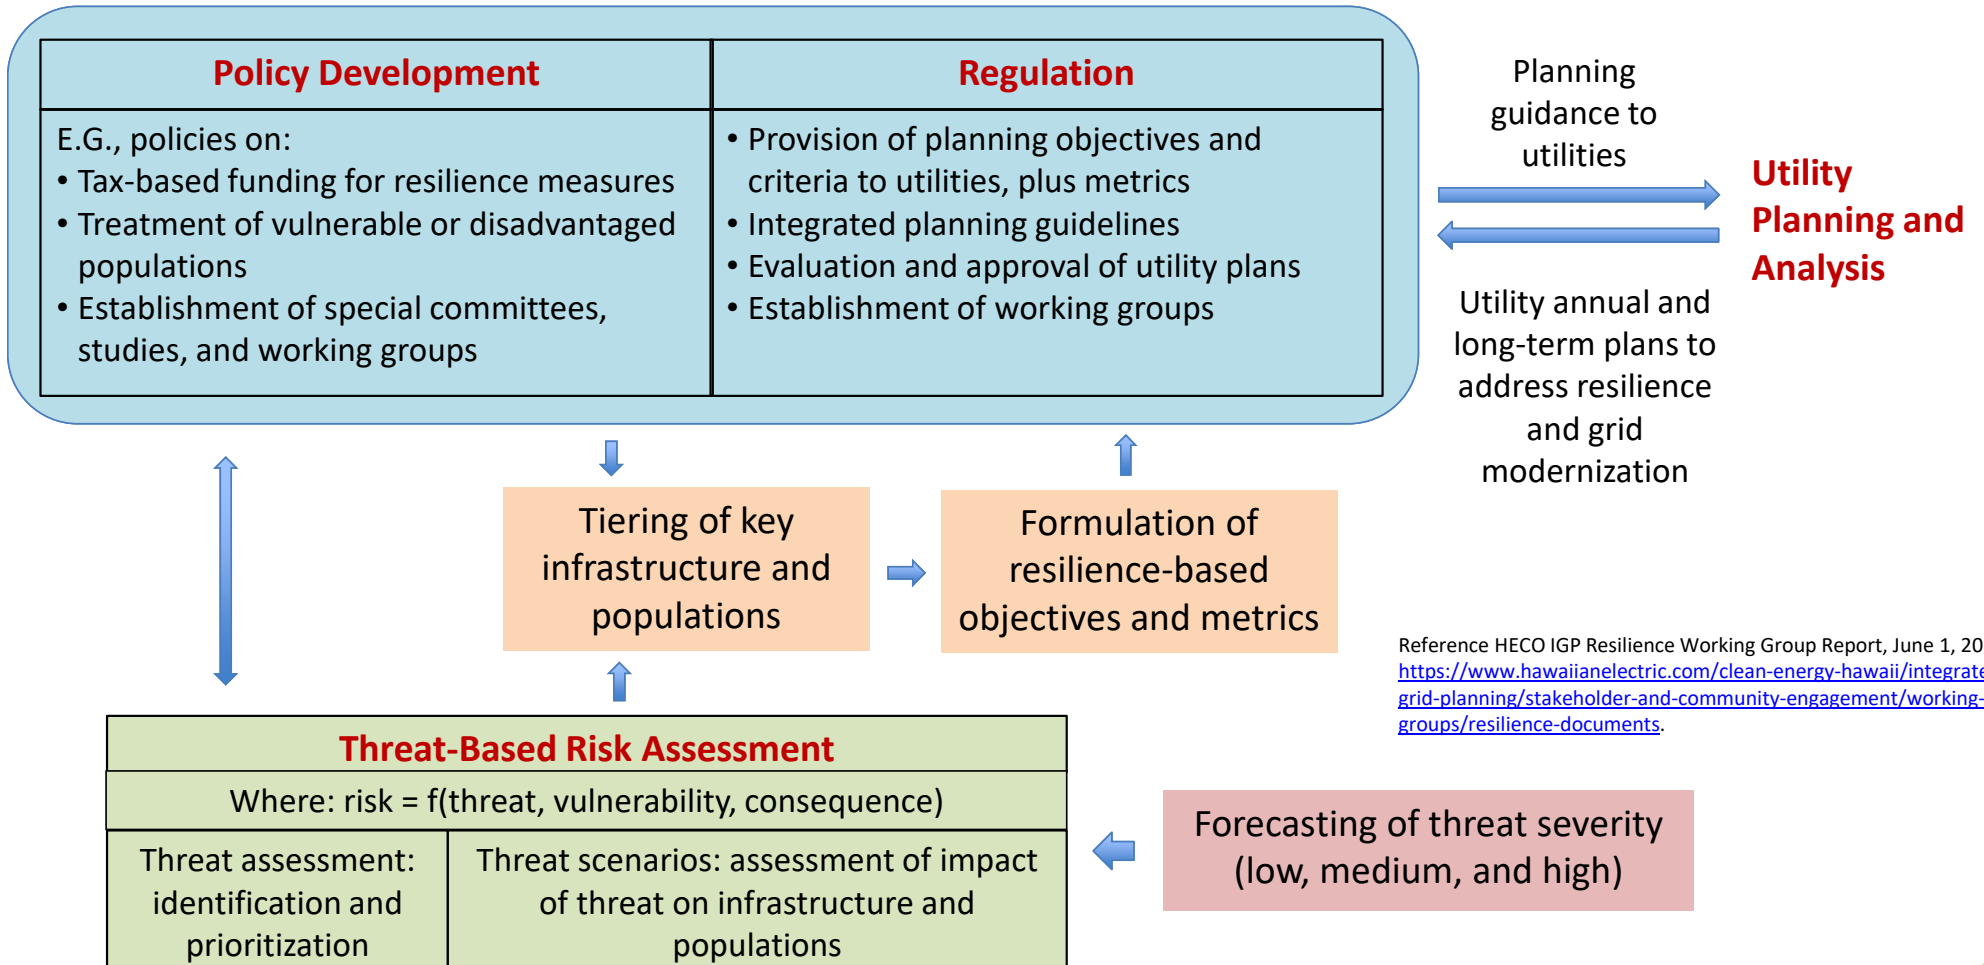 Policy Development
E.G., policies on:
• Tax-based funding for resilience measures
• Treatment of vulnerable or disadvantaged
populations
• Establishment of special committees,
studies, and working groups
Regulation
• Provision of planning objectives and
criteria to utilities, plus metrics
• Integrated planning guidelines
• Evaluation and approval of utility plans
• Establishment of working groups
Planning
guidance to
utilities
Utility annual and
long-term plans to
address resilience
and grid
modernization
Utility
Planning and
Analysis
Tiering of key
infrastructure and
populations
Formulation of
resilience-based
objectives and metrics
Reference HECO IGP Resilience Working Group Report, June 1, 20
https://www.hawaiianelectric.com/clean-energy-hawaii/integrate
grid-planning/stakeholder-and-community-engagement/working-
groups/resilience-documents.
Threat-Based Risk Assessment
Where: risk = f(threat, vulnerability, consequence)
Threat assessment:
identification and
prioritization
Threat scenarios: assessment of impact
of threat on infrastructure and
populations
Forecasting of threat severity
(low, medium, and high)